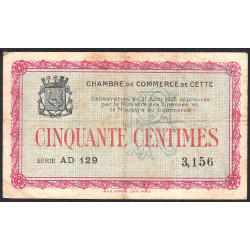 CHAMBRE DE COMMERCE DE CETTE
Délibération du 11 Août 1915 approuvée
par le Ministre des Finances et
le Ministre du Commerce
CINQUANTE CENTIMES
SÉRIE AD 129
3,156